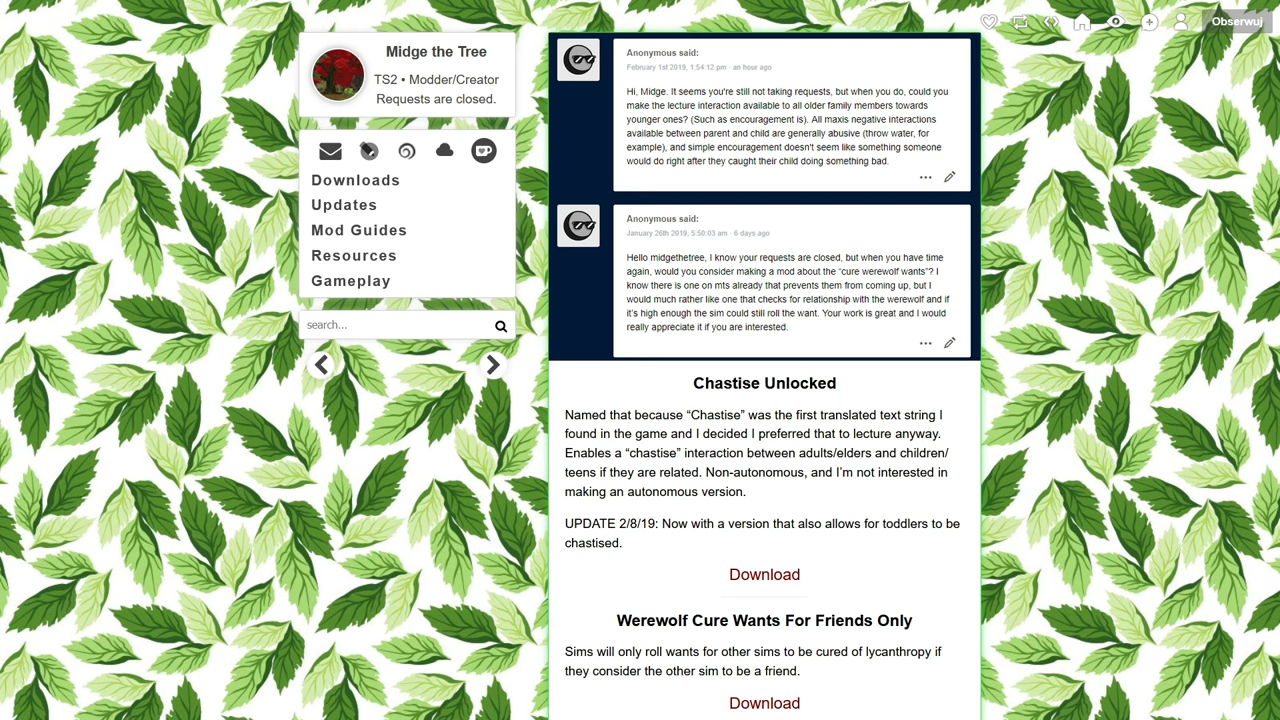 Obserwuj
Midge the Tree
TS2 • Modder/Creator
Requests are closed.
Downloads
Updates
Mod Guides
Resources
Gameplay
search...
Anonymous said:
February 1st 2019, 1:54:12 pm · an hour ago
Hi, Midge. It seems you're still not taking requests, but when you do, could you
make the lecture interaction available to all older family members towards
younger ones? (Such as encouragement is). All maxis negative interactions
available between parent and child are generally abusive (throw water, for
example), and simple encouragement doesn't seem like something someone
would do right after they caught their child doing something bad.
Anonymous said:
January 26th 2019, 5:50:03 am · 6 days ago
Hello midgethetree, I know your requests are closed, but when you have time
again, would you consider making a mod about the “cure werewolf wants”? I
know there is one on mts already that prevents them from coming up, but I
would much rather like one that checks for relationship with the werewolf and if
it's high enough the sim could still roll the want. Your work is great and I would
really appreciate it if you are interested.
Chastise Unlocked
Named that because “Chastise” was the first translated text string I
found in the game and I decided I preferred that to lecture anyway.
Enables a “chastise” interaction between adults/elders and children/
teens if they are related. Non-autonomous, and I’m not interested in
making an autonomous version.
UPDATE 2/8/19: Now with a version that also allows for toddlers to be
chastised.
Download
Werewolf Cure Wants For Friends Only
Sims will only roll wants for other sims to be cured of lycanthropy if
they consider the other sim to be a friend.
Download